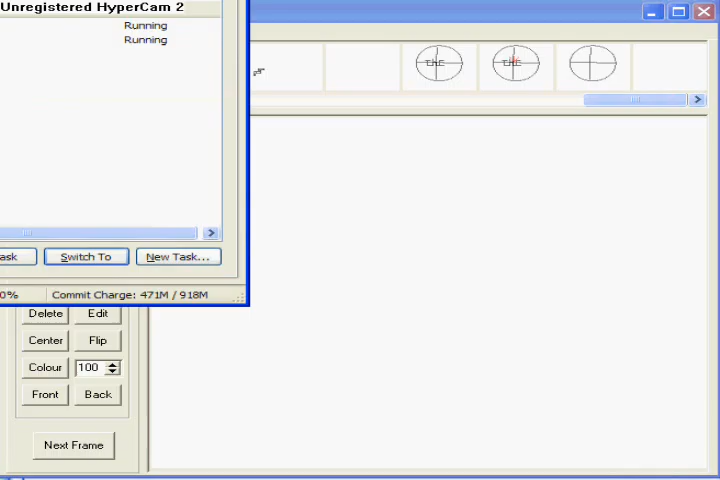 Unregistered HyperCam 2
Running
Running
ask
Switch To
New Task...
0%
Commit Charge: 471M / 918M
Delete
Edit
Center
Flip
Colour
100
Front
Back
Next Frame